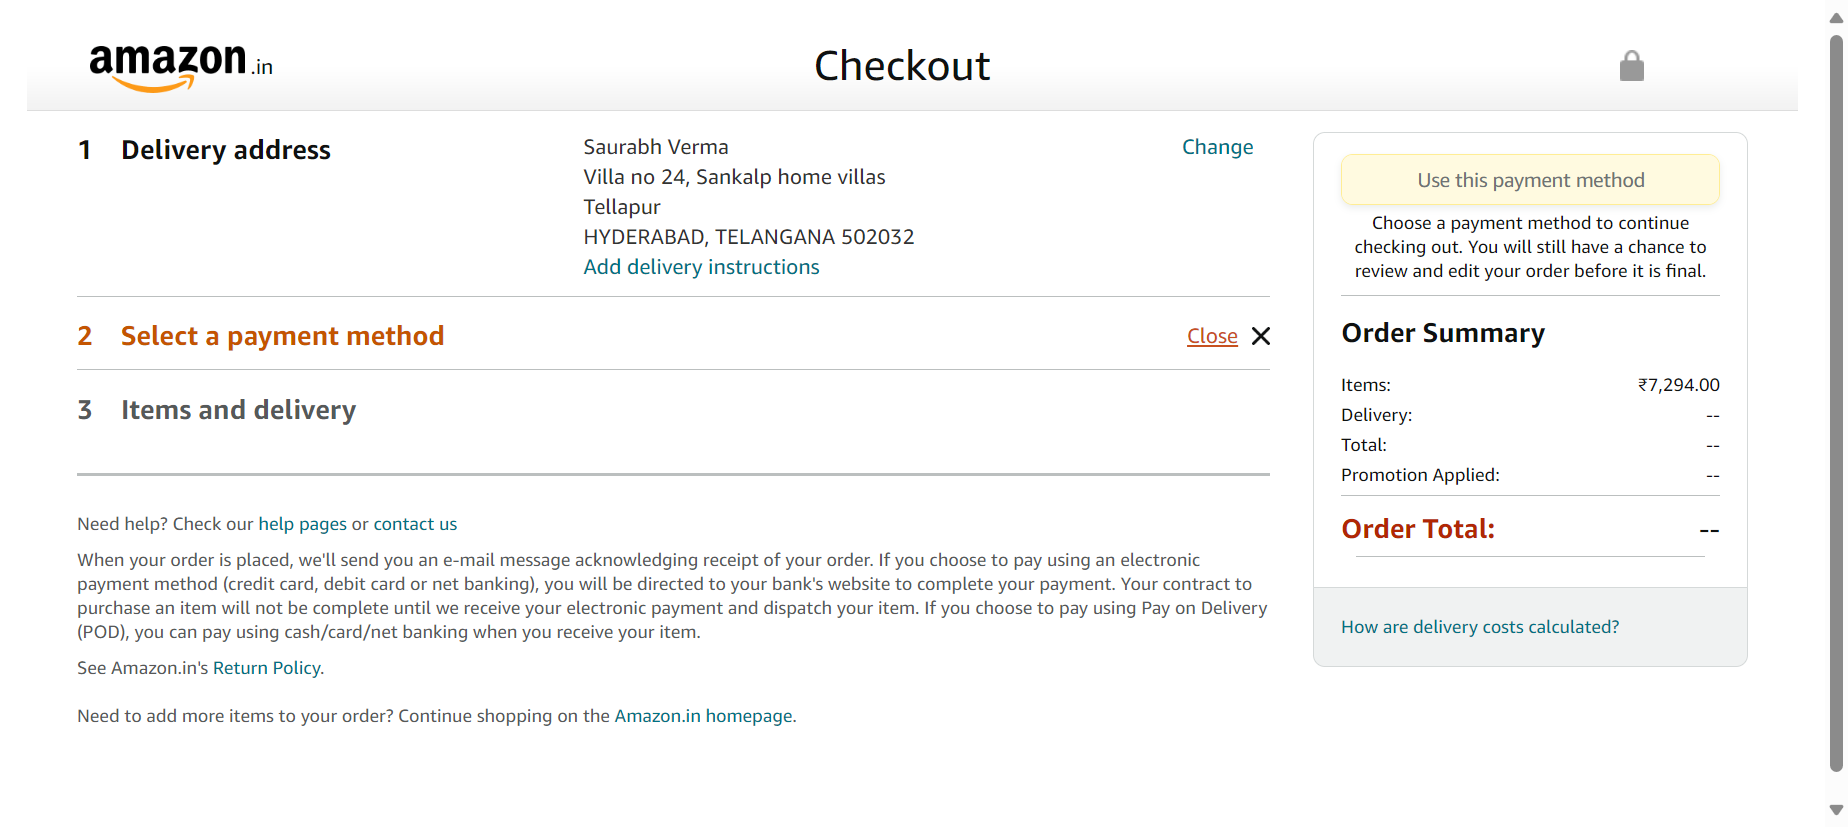 amazon.in
Checkout
1 Delivery address
Saurabh Verma
Villa no 24, Sankalp home villas
Tellapur
HYDERABAD, TELANGANA 502032
Add delivery instructions
Change
2 Select a payment method
Close
3 Items and delivery
Need help? Check our help pages or contact us
When your order is placed, we'll send you an e-mail message acknowledging receipt of your order. If you choose to pay using an electronic
payment method (credit card, debit card or net banking), you will be directed to your bank's website to complete your payment. Your contract to
purchase an item will not be complete until we receive your electronic payment and dispatch your item. If you choose to pay using Pay on Delivery
(POD), you can pay using cash/card/net banking when you receive your item.
See Amazon.in's Return Policy.
Need to add more items to your order? Continue shopping on the Amazon.in homepage.
Use this payment method
Choose a payment method to continue
checking out. You will still have a chance to
review and edit your order before it is final.
Order Summary
Items: ₹7,294.00
Delivery: --
Total: --
Promotion Applied: --
Order Total: --
How are delivery costs calculated?